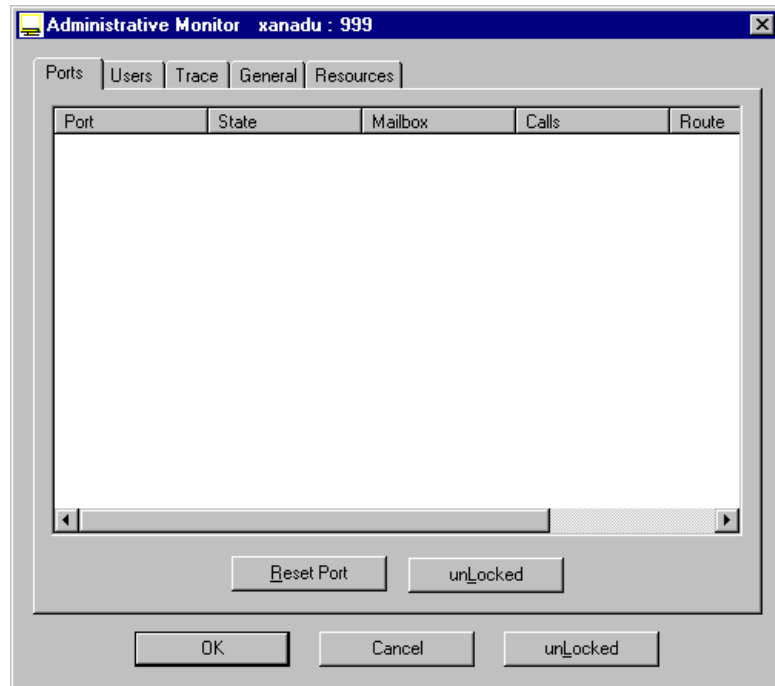 Administrative Monitor xanadu : 999
Ports Users Trace General Resources
Port State Mailbox Calls Route
Reset Port unLocked
OK Cancel unLocked